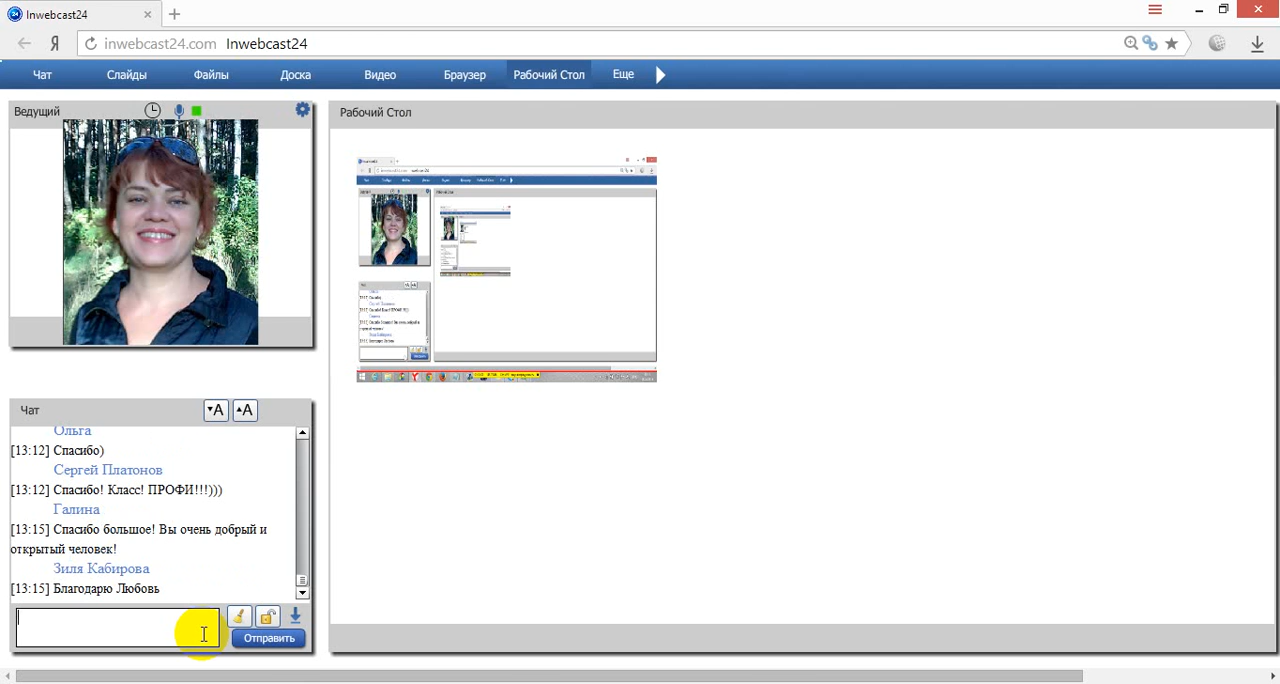 Inwebcast24
Я inwebcast24.com Inwebcast24
Чат Слайды Файлы Доска Видео Браузер Рабочий Стол Еще
Ведущий
Рабочий Стол
Чат
▾A ▴A
Ольга
[13:12] Спасибо)
Сергей Платонов
[13:12] Спасибо! Класс! ПРОФИ!!!)))
Галина
[13:15] Спасибо большое! Вы очень добрый и
открытый человек!
Зиля Кабирова
[13:15] Благодарю Любовь
Отправить